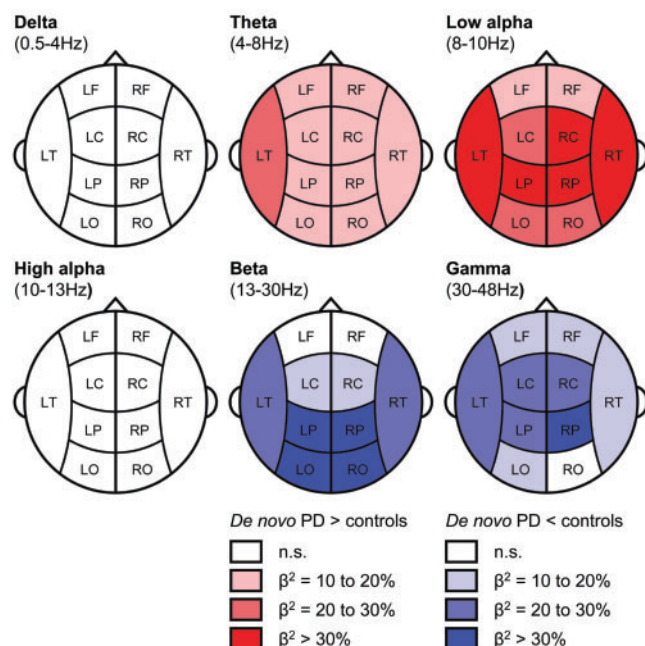 Delta
(0.5-4Hz)
LF RF
LC RC
LT RT
LP RP
LO RO
Theta
(4-8Hz)
LF RF
LC RC
LT RT
LP RP
LO RO
Low alpha
(8-10Hz)
LF RF
LC RC
LT RT
LP RP
LO RO
High alpha
(10-13Hz)
LF RF
LC RC
LT RT
LP RP
LO RO
Beta
(13-30Hz)
LF RF
LC RC
LT RT
LP RP
LO RO
Gamma
(30-48Hz)
LF RF
LC RC
LT RT
LP RP
LO RO
De novo PD > controls
n.s.
β² = 10 to 20%
β² = 20 to 30%
β² > 30%
De novo PD < controls
n.s.
β² = 10 to 20%
β² = 20 to 30%
β² > 30%